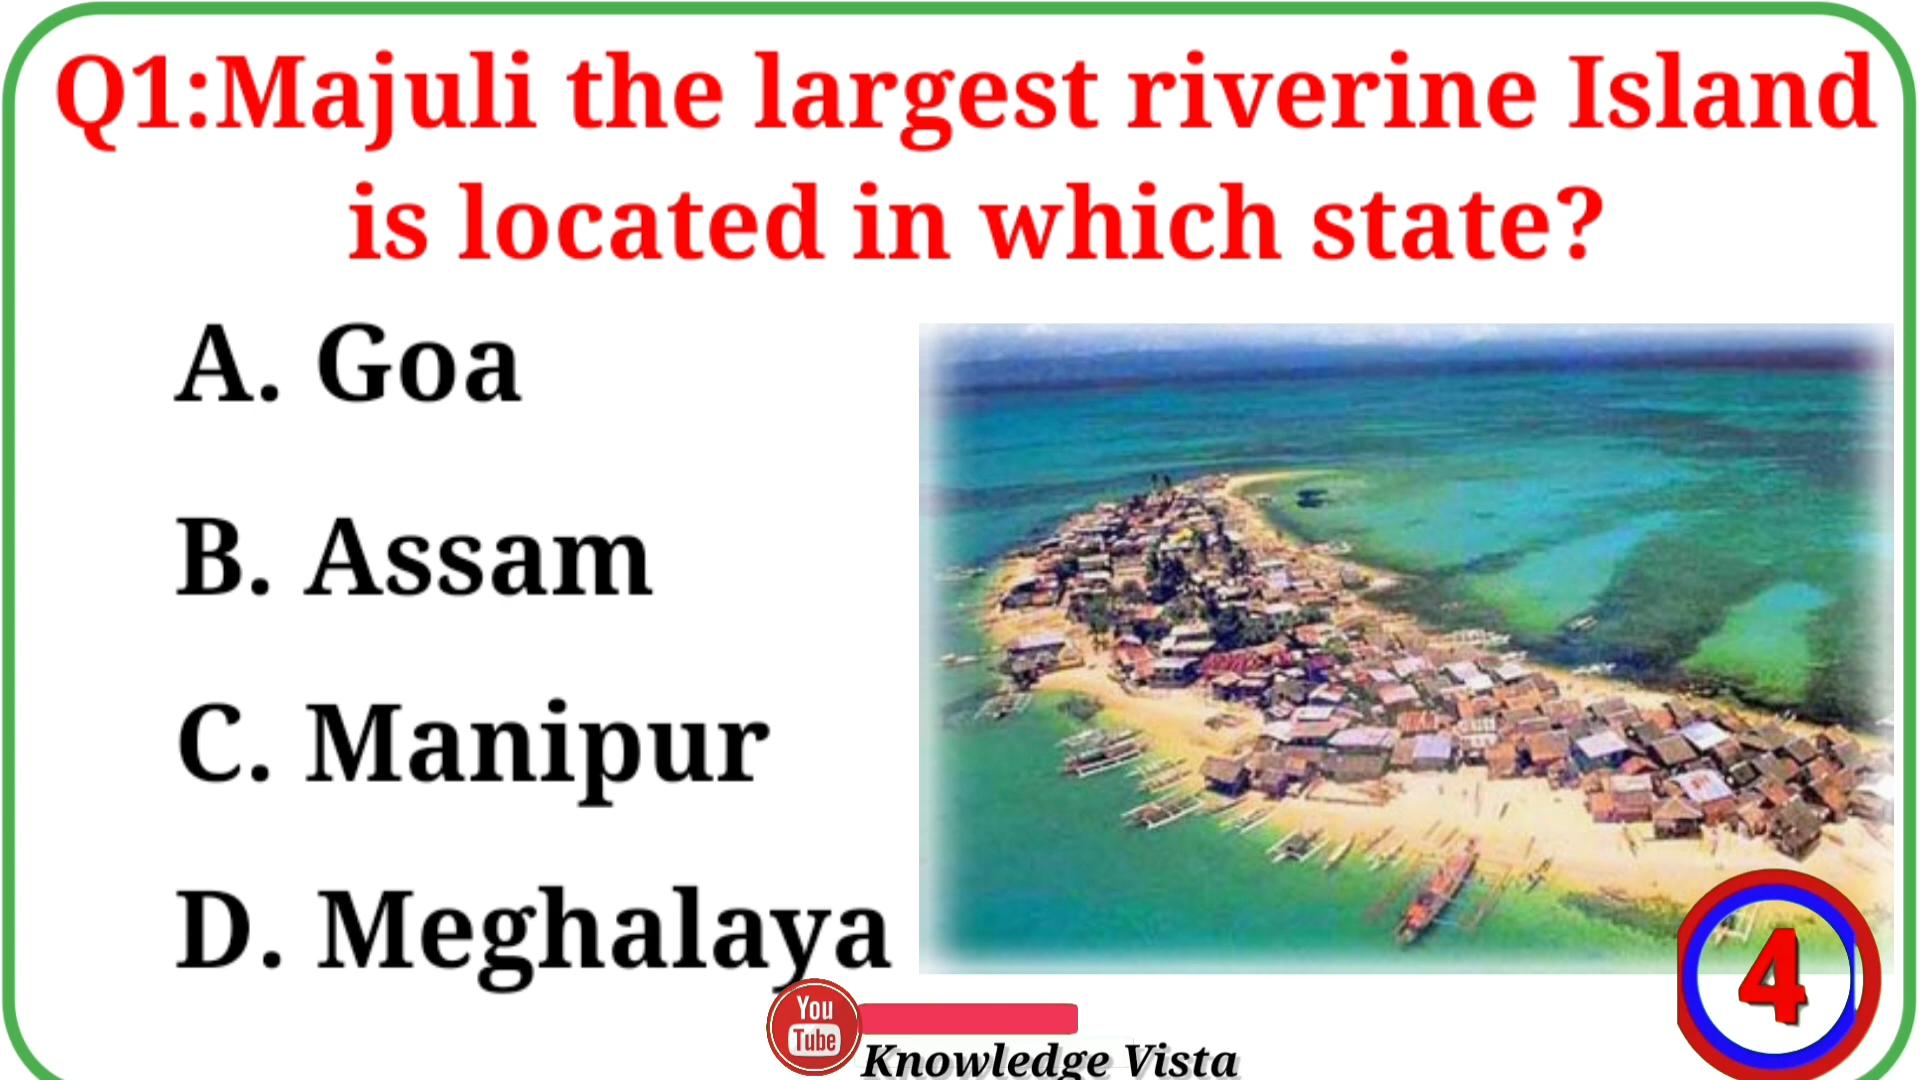 Q1:Majuli the largest riverine Island
is located in which state?
A. Goa
B. Assam
C. Manipur
D. Meghalaya
4
You
Tube
Knowledge Vista